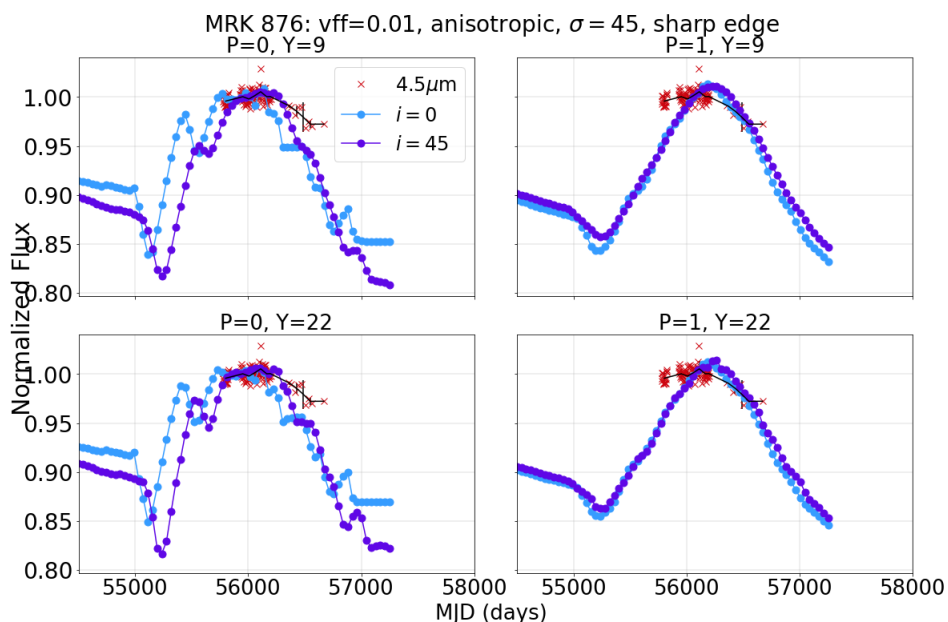 MRK 876: vff=0.01, anisotropic, σ = 45, sharp edge
P=0, Y=9
P=1, Y=9
1.00
0.95
0.90
0.85
0.80
4.5μm
i = 0
i = 45
P=0, Y=22
P=1, Y=22
1.00
0.95
0.90
0.85
0.80
55000
56000
57000
58000
55000
56000
57000
58000
Normalized Flux
MJD (days)